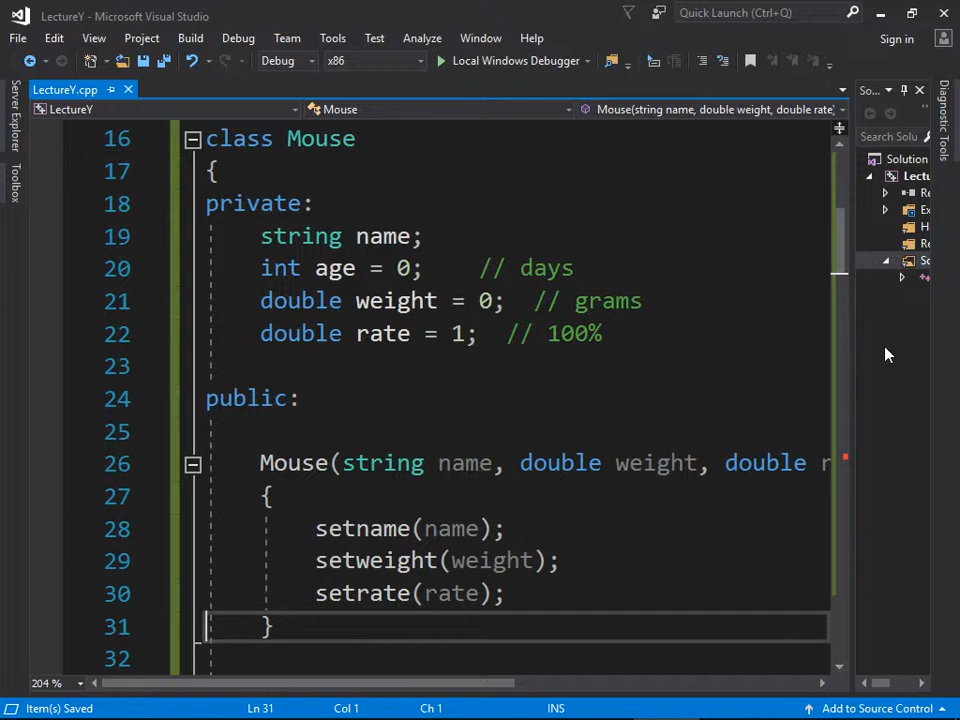 LectureY - Microsoft Visual Studio
Quick Launch (Ctrl+Q)
File Edit View Project Build Debug Team Tools Test Analyze Window Help
Sign in
Debug x86 Local Windows Debugger
LectureY.cpp
So...
LectureY Mouse Mouse(string name, double weight, double rate)
Server Explorer
Toolbox
Diagnostic Tools
Search Solu
Solution
Lectu
Re
Ex
H
Re
So
16 class Mouse
17 {
18 private:
19 string name;
20 int age = 0; // days
21 double weight = 0; // grams
22 double rate = 1; // 100%
23
24 public:
25
26 Mouse(string name, double weight, double r
27 {
28 setname(name);
29 setweight(weight);
30 setrate(rate);
31 }
32
204 %
Item(s) Saved Ln 31 Col 1 Ch 1 INS Add to Source Control